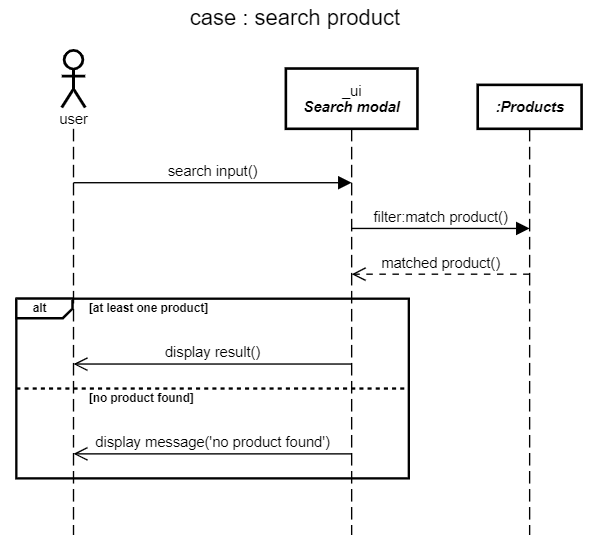 case : search product
user
_ui
Search modal
:Products
search input()
filter:match product()
matched product()
alt
[at least one product]
display result()
[no product found]
display message('no product found')